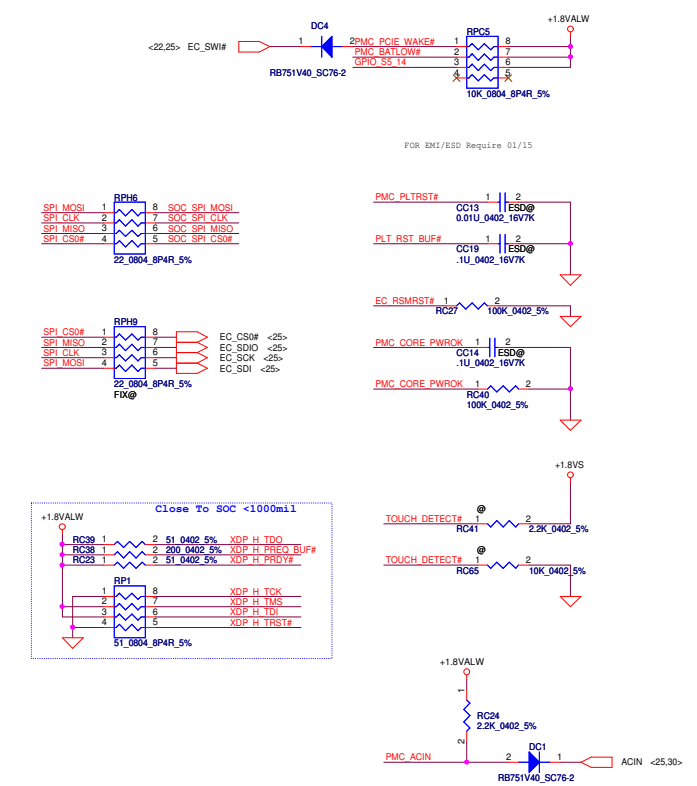 +1.8VALW
DC4
RPC5
<22,25> EC_SWI# 1 2 PMC_PCIE_WAKE# 1 8
PMC_BATLOW# 2 7
GPIO_S5_14 3 6
4 5
RB751V40_SC76-2
10K_0804_8P4R_5%
FOR EMI/ESD Require 01/15
RPH6
SPI_MOSI 1 8 SOC_SPI_MOSI
SPI_CLK 2 7 SOC_SPI_CLK
SPI_MISO 3 6 SOC_SPI_MISO
SPI_CS0# 4 5 SOC_SPI_CS0#
22_0804_8P4R_5%
PMC_PLTRST# 1 2
CC13 ESD@
0.01U_0402_16V7K
PLT_RST_BUF# 1 2
CC19 ESD@
.1U_0402_16V7K
EC_RSMRST# 1 2
RC27 100K_0402_5%
PMC_CORE_PWROK 1 2
CC14 ESD@
.1U_0402_16V7K
PMC_CORE_PWROK 1 2
RC40
100K_0402_5%
RPH9
SPI_CS0# 1 8 EC_CS0# <25>
SPI_MISO 2 7 EC_SDIO <25>
SPI_CLK 3 6 EC_SCK <25>
SPI_MOSI 4 5 EC_SDI <25>
22_0804_8P4R_5%
FIX@
Close To SOC <1000mil
+1.8VALW
RC39 1 2 51_0402_5% XDP_H_TDO
RC38 1 2 200_0402_5% XDP_H_PREQ_BUF#
RC23 1 2 51_0402_5% XDP_H_PRDY#
RP1
1 8 XDP_H_TCK
2 7 XDP_H_TMS
3 6 XDP_H_TDI
4 5 XDP_H_TRST#
51_0804_8P4R_5%
+1.8VS
@
TOUCH_DETECT# 1 2
RC41 2.2K_0402_5%
@
TOUCH_DETECT# 1 2
RC65 10K_0402_5%
+1.8VALW
1
RC24
2.2K_0402_5%
2
DC1
PMC_ACIN 2 1 ACIN <25,30>
RB751V40_SC76-2